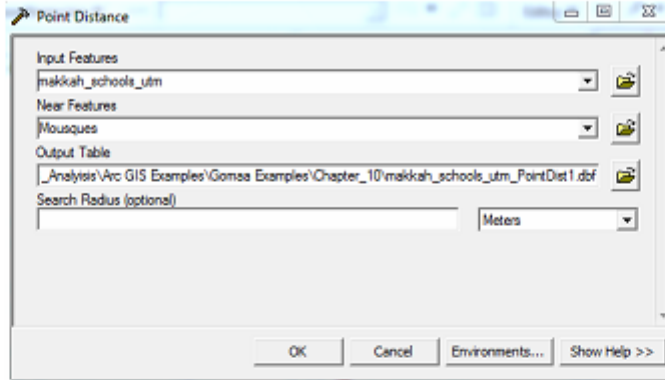 Point Distance
Input Features
makkah_schools_utm
Near Features
Mousques
Output Table
_Analyisis\Arc GIS Examples\Gomaa Examples\Chapter_10\makkah_schools_utm_PointDist1.dbf
Search Radius (optional)
Meters
OK Cancel Environments... Show Help >>